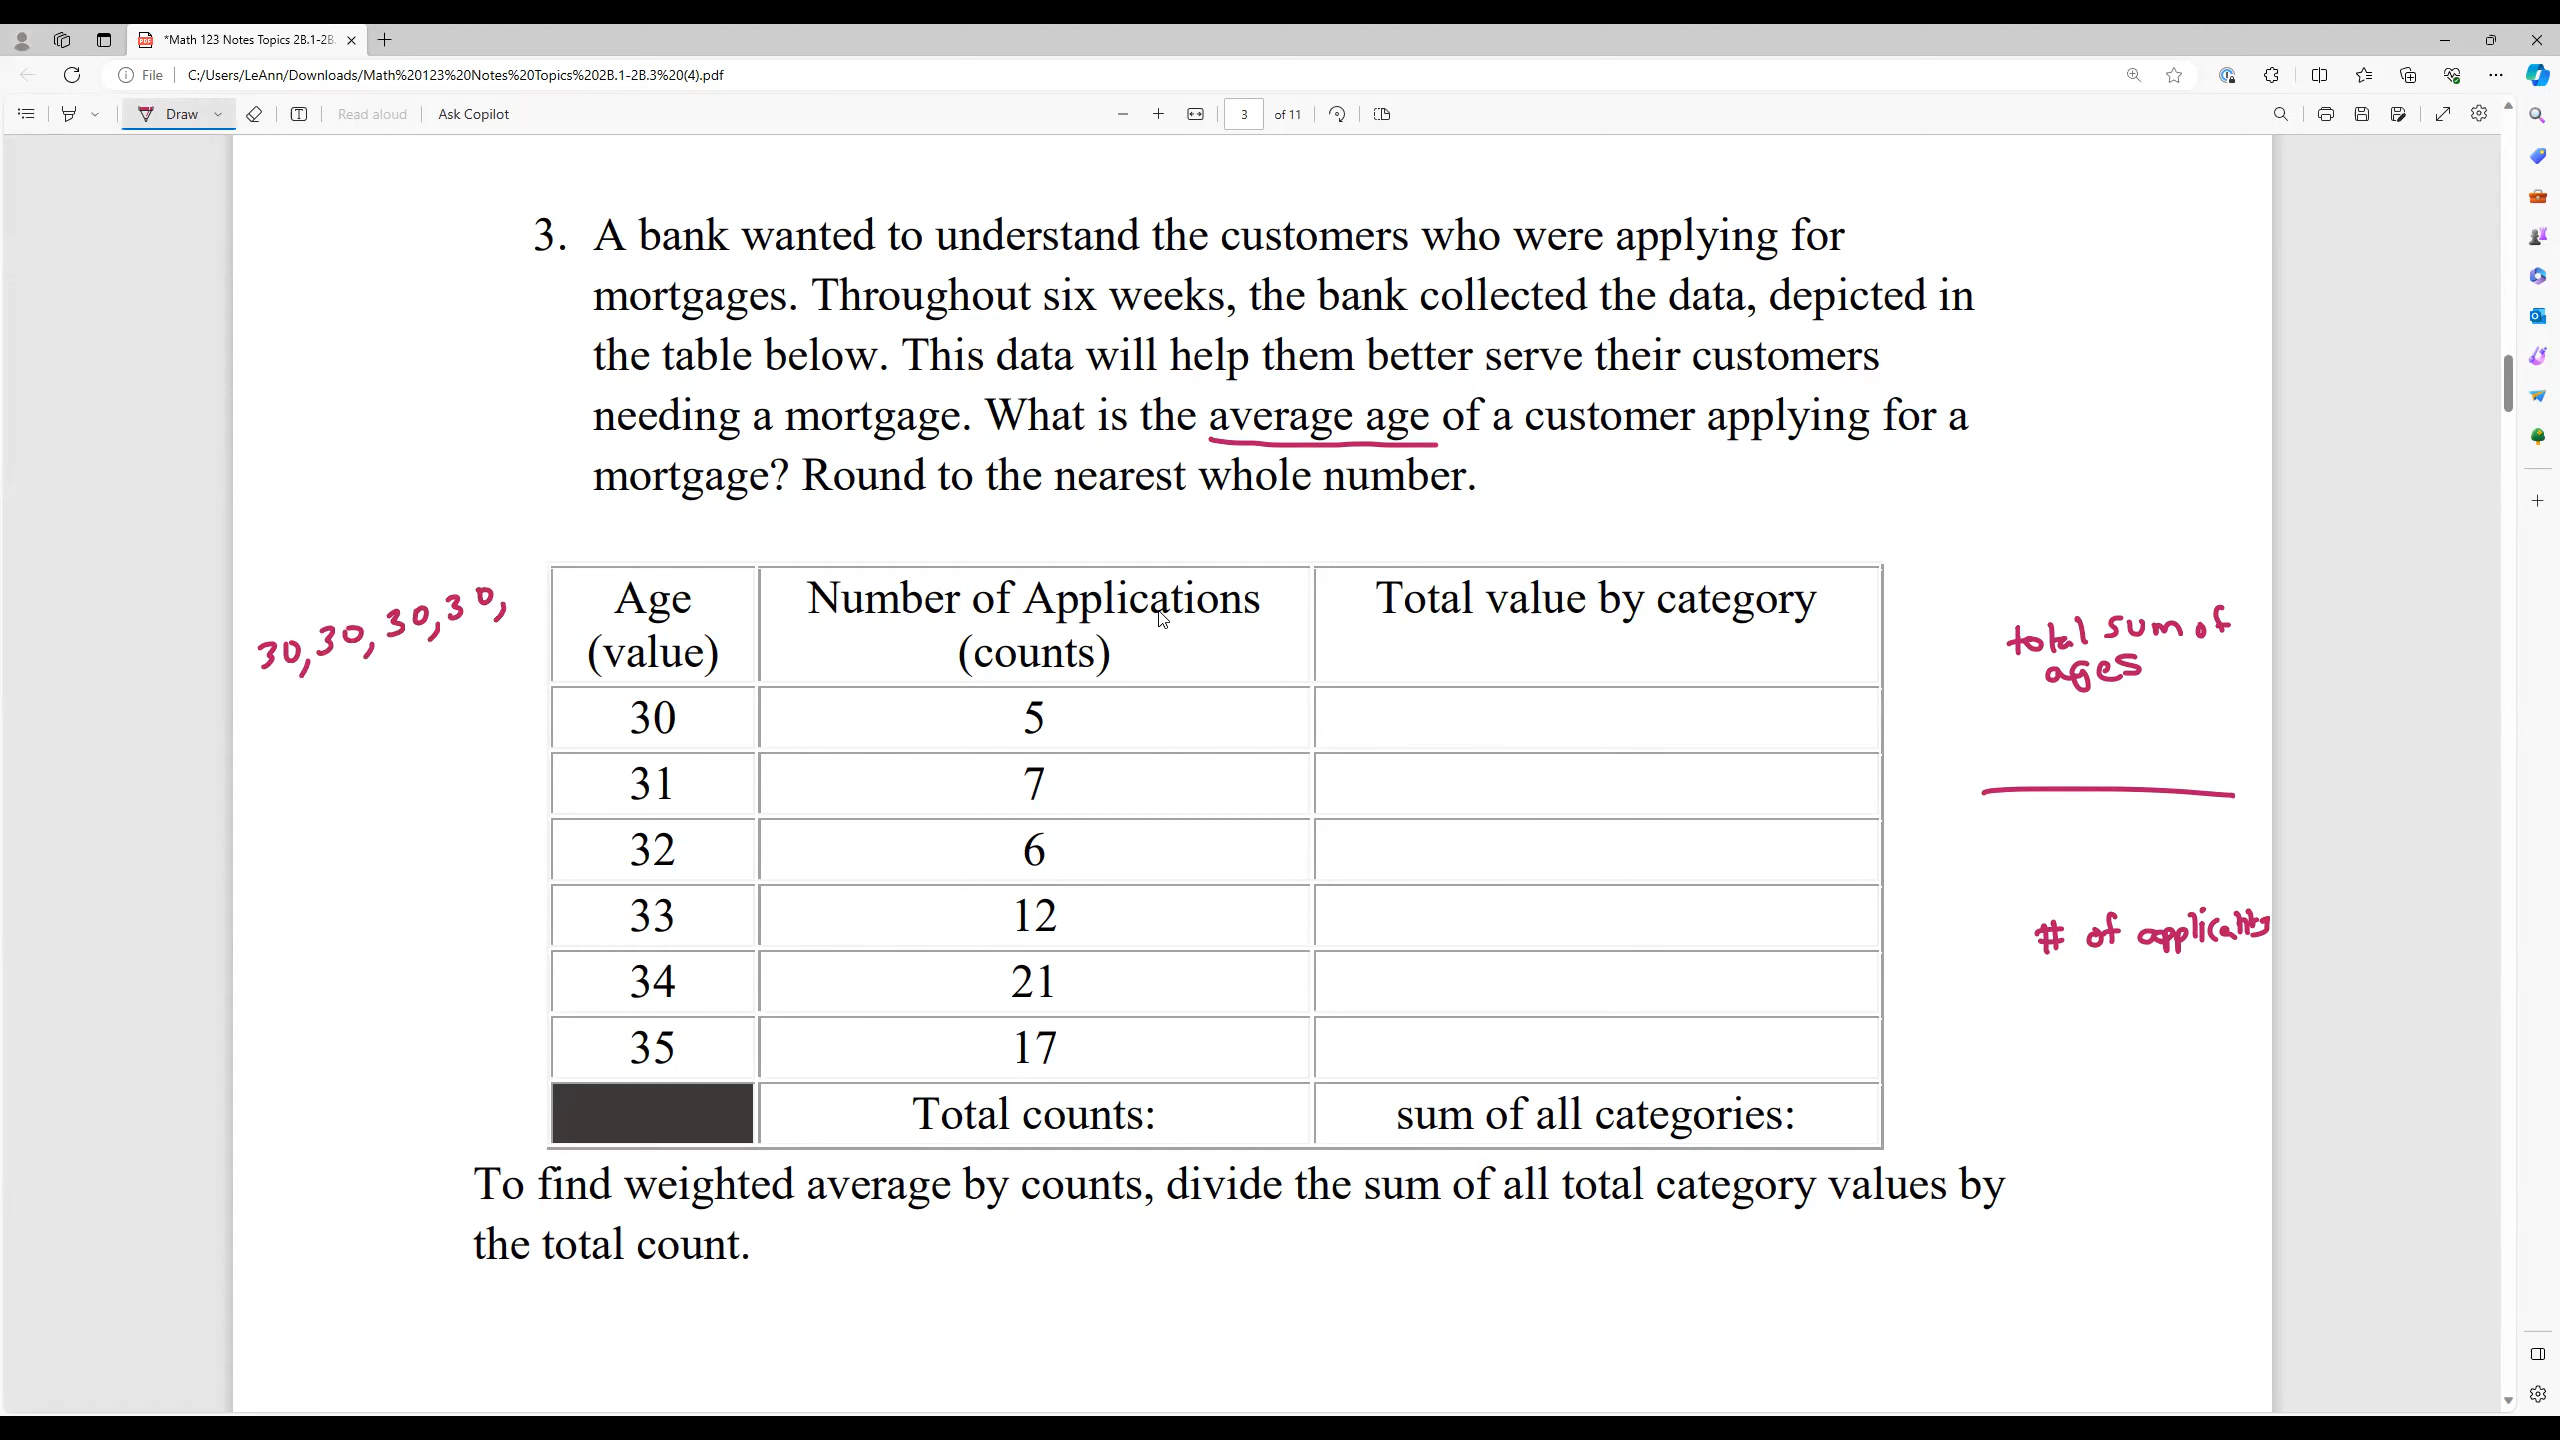 *Math 123 Notes Topics 2B.1-2B.
File C:/Users/LeAnn/Downloads/Math%20123%20Notes%20Topics%202B.1-2B.3%20(4).pdf
Draw Read aloud Ask Copilot 3 of 11
3. A bank wanted to understand the customers who were applying for
mortgages. Throughout six weeks, the bank collected the data, depicted in
the table below. This data will help them better serve their customers
needing a mortgage. What is the average age of a customer applying for a
mortgage? Round to the nearest whole number.
30, 30, 30, 30,
Age (value) Number of Applications (counts) Total value by category
total sum of
ages
30 5
31 7
32 6
33 12
# of
34 21
35 17
Total counts: sum of all categories:
To find weighted average by counts, divide the sum of all total category values by
the total count.